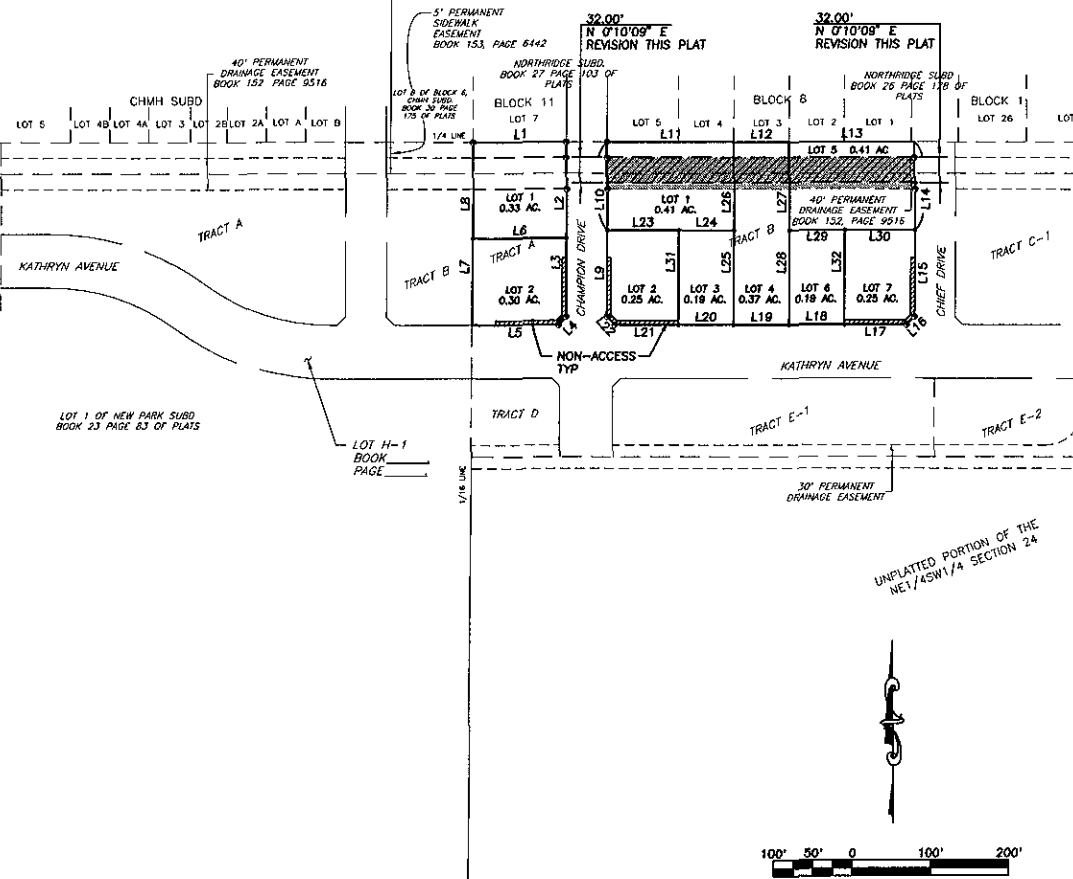 5' PERMANENT
SIDEWALK
EASEMENT
BOOK 153, PAGE 6442
32.00'
N 0°10'09" E
REVISION THIS PLAT
32.00'
N 0°10'09" E
REVISION THIS PLAT
40' PERMANENT
DRAINAGE EASEMENT
BOOK 152 PAGE 9516
NORTHRIDGE SUBD.
BOOK 27 PAGE 103 OF
PLATS
NORTHRIDGE SUBD
BOOK 26 PAGE 178 OF
PLATS
LOT 8 OF BLOCK 6,
CHMH SUBD.
BOOK 30 PAGE
175 OF PLATS
CHMH SUBD
BLOCK 11
BLOCK 8
BLOCK 1
LOT 5
LOT 4B
LOT 4A
LOT 3
LOT 2B
LOT 2A
LOT A
LOT B
LOT 7
LOT 5
LOT 4
LOT 3
LOT 2
LOT 1
LOT 26
LOT
1/4 LINE
L1
L11
L12
L13
LOT 5 0.41 AC
L8
LOT 1
0.33 AC.
L2
L10
LOT 1
0.41 AC.
L26
L27
40' PERMANENT
DRAINAGE EASEMENT
BOOK 152, PAGE 9516
L14
TRACT A
L6
L23
L24
TRACT B
L29
L30
TRACT C-1
KATHRYN AVENUE
TRACT B
L7
TRACT A
L3
CHAMPION DRIVE
L9
L31
L25
L28
L32
L15
CHIEF DRIVE
LOT 2
0.30 AC.
LOT 2
0.25 AC.
LOT 3
0.19 AC.
LOT 4
0.37 AC.
LOT 6
0.19 AC.
LOT 7
0.25 AC.
L5
L4
L22
L21
L20
L19
L18
L17
L16
NON-ACCESS
TYP
KATHRYN AVENUE
LOT 1 OF NEW PARK SUBD
BOOK 23 PAGE 83 OF PLATS
TRACT D
TRACT E-1
TRACT E-2
LOT H-1
BOOK
PAGE
1/16 LINE
30' PERMANENT
DRAINAGE EASEMENT
UNPLATTED PORTION OF THE
NE1/4SW1/4 SECTION 24
100' 50' 0 100' 200'